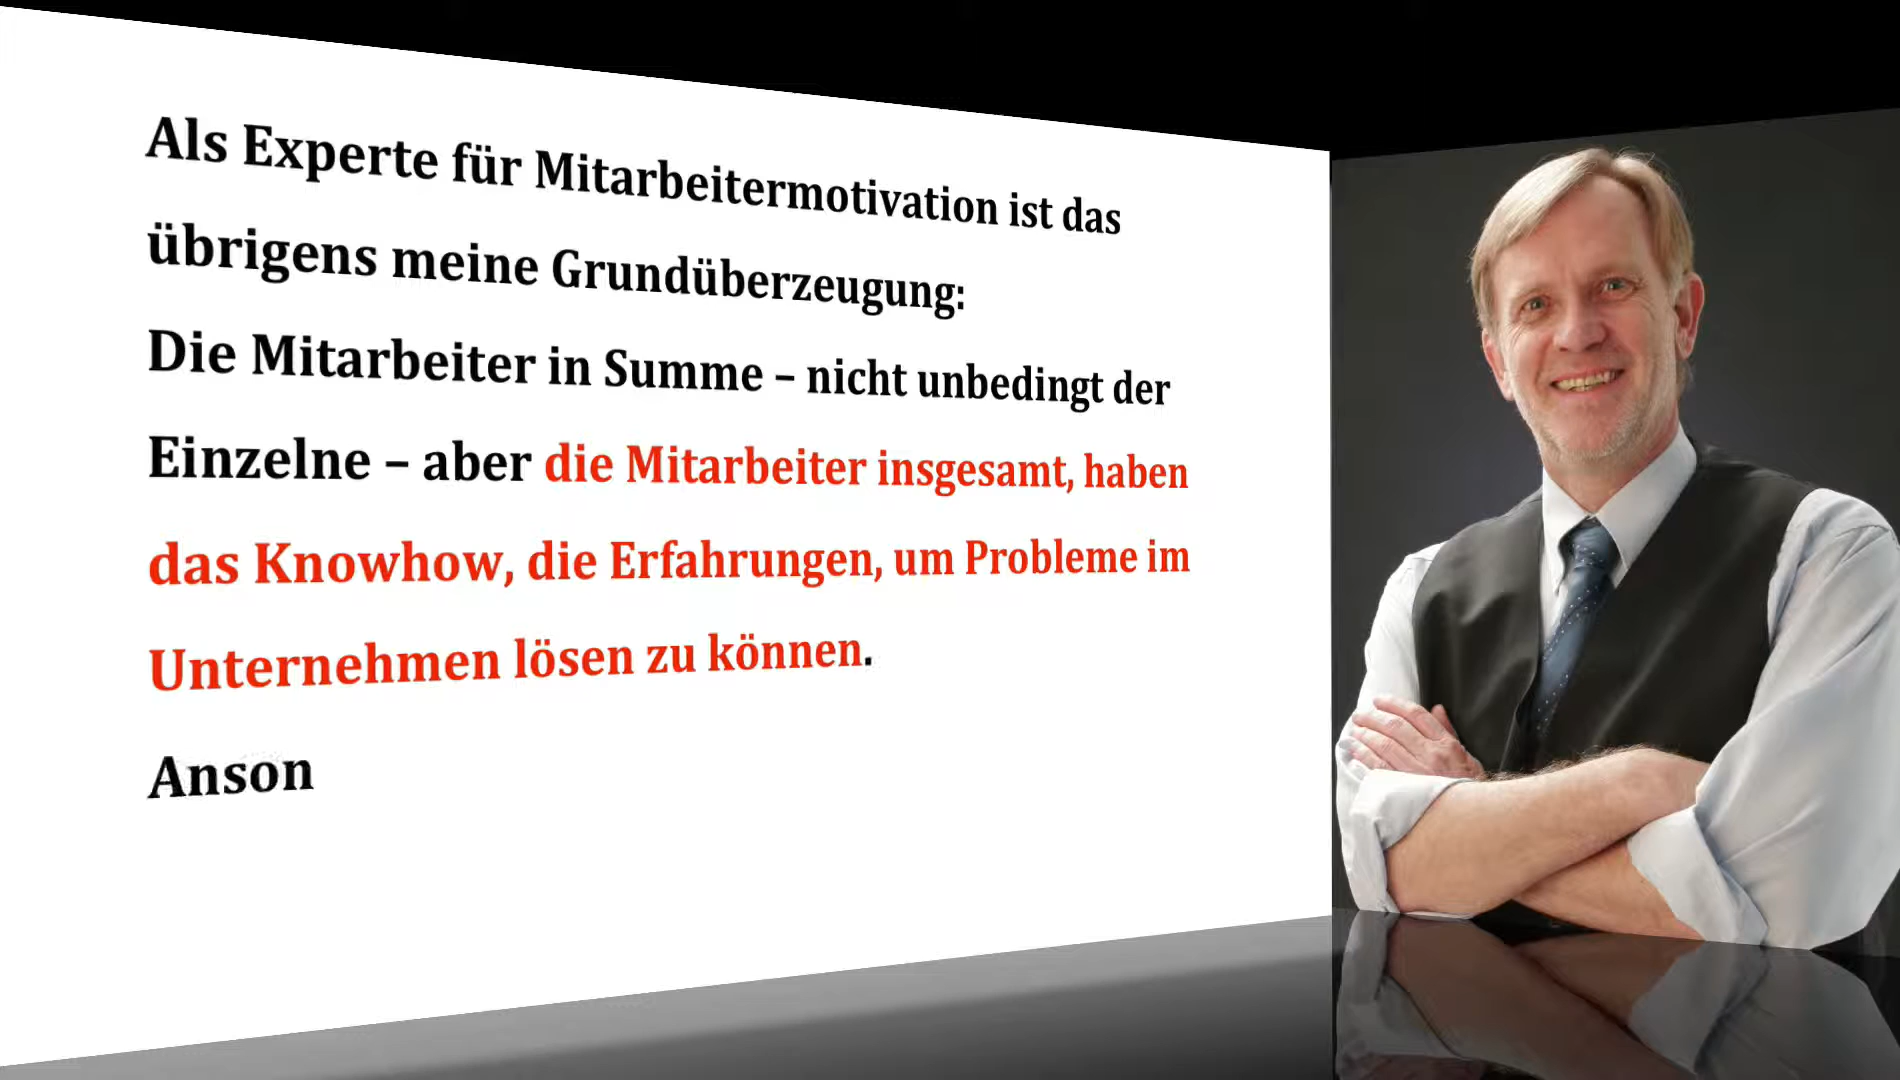 Als Experte für Mitarbeitermotivation ist das
übrigens meine Grundüberzeugung:
Die Mitarbeiter in Summe – nicht unbedingt der
Einzelne – aber die Mitarbeiter insgesamt, haben
das Knowhow, die Erfahrungen, um Probleme im
Unternehmen lösen zu können.
Anson